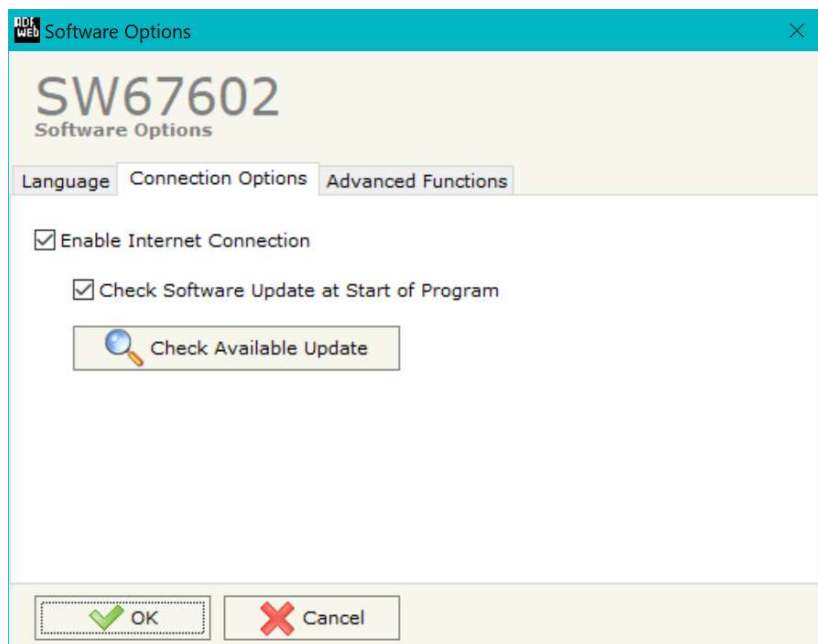 ADF
WEB
Software Options
SW67602
Software Options
Language Connection Options Advanced Functions
Enable Internet Connection
Check Software Update at Start of Program
Check Available Update
OK Cancel